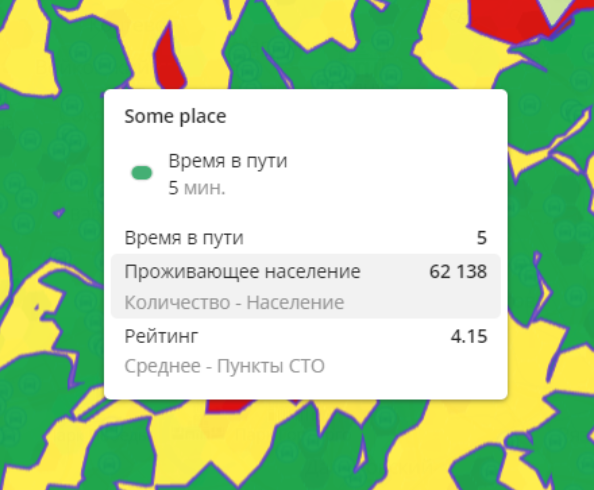 Some place
Время в пути
5 мин.
Время в пути 5
Проживающее население 62 138
Количество - Население
Рейтинг 4.15
Среднее - Пункты СТО